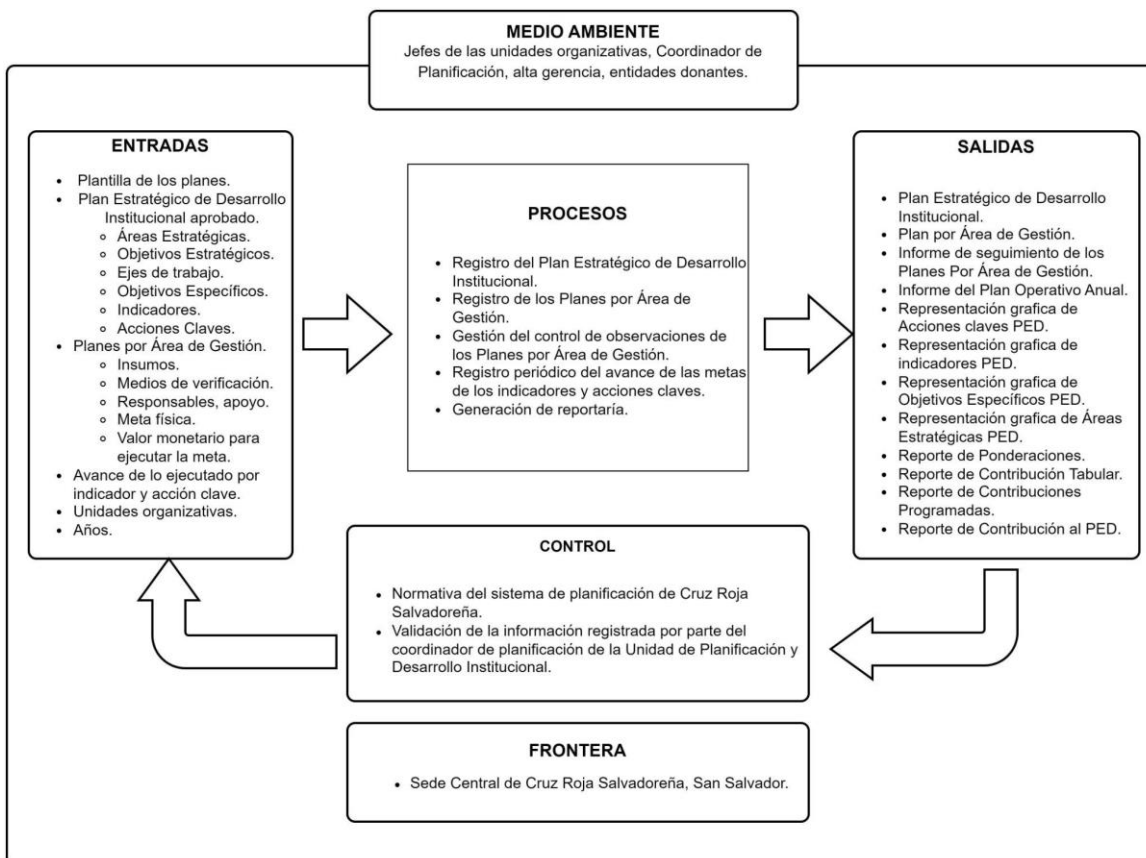 MEDIO AMBIENTE
Jefes de las unidades organizativas, Coordinador de
Planificación, alta gerencia, entidades donantes.
ENTRADAS
• Plantilla de los planes.
• Plan Estratégico de Desarrollo
Institucional aprobado.
○ Áreas Estratégicas.
○ Objetivos Estratégicos.
○ Ejes de trabajo.
○ Objetivos Específicos.
○ Indicadores.
○ Acciones Claves.
• Planes por Área de Gestión.
○ Insumos.
○ Medios de verificación.
○ Responsables, apoyo.
○ Meta física.
○ Valor monetario para
ejecutar la meta.
• Avance de lo ejecutado por
indicador y acción clave.
• Unidades organizativas.
• Años.
PROCESOS
• Registro del Plan Estratégico de Desarrollo
Institucional.
• Registro de los Planes por Área de
Gestión.
• Gestión del control de observaciones de
los Planes por Área de Gestión.
• Registro periódico del avance de las metas
de los indicadores y acciones claves.
• Generación de reportaría.
SALIDAS
• Plan Estratégico de Desarrollo
Institucional.
• Plan por Área de Gestión.
• Informe de seguimiento de los
Planes Por Área de Gestión.
• Informe del Plan Operativo Anual.
• Representación grafica de
Acciones claves PED.
• Representación grafica de
indicadores PED.
• Representación grafica de
Objetivos Específicos PED.
• Representación grafica de Áreas
Estratégicas PED.
• Reporte de Ponderaciones.
• Reporte de Contribución Tabular.
• Reporte de Contribuciones
Programadas.
• Reporte de Contribución al PED.
CONTROL
• Normativa del sistema de planificación de Cruz Roja
Salvadoreña.
• Validación de la información registrada por parte del
coordinador de planificación de la Unidad de Planificación y
Desarrollo Institucional.
FRONTERA
• Sede Central de Cruz Roja Salvadoreña, San Salvador.